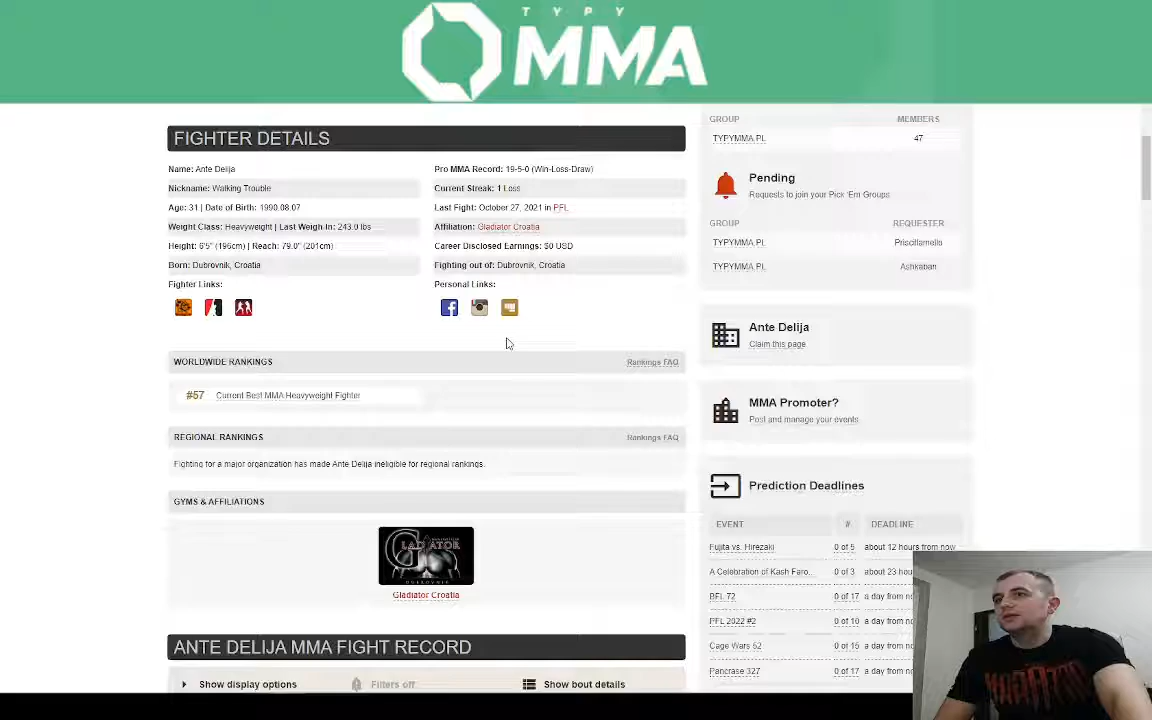 TYPY
MMA
FIGHTER DETAILS
Name: Ante Delija
Nickname: Walking Trouble
Age: 31 | Date of Birth: 1990.08.07
Weight Class: Heavyweight | Last Weigh-In: 243.0 lbs
Height: 6'5" (196cm) | Reach: 79.0" (201cm)
Born: Dubrovnik, Croatia
Fighter Links:
Pro MMA Record: 19-5-0 (Win-Loss-Draw)
Current Streak: 1 Loss
Last Fight: October 27, 2021 in PFL
Affiliation: Gladiator Croatia
Career Disclosed Earnings: $0 USD
Fighting out of: Dubrovnik, Croatia
Personal Links:
WORLDWIDE RANKINGS Rankings FAQ
#57 Current Best MMA Heavyweight Fighter
REGIONAL RANKINGS Rankings FAQ
Fighting for a major organization has made Ante Delija ineligible for regional rankings.
GYMS & AFFILIATIONS
GLADIATOR
DUBROVNIK
Gladiator Croatia
ANTE DELIJA MMA FIGHT RECORD
Show display options Filters off Show bout details
GROUP MEMBERS
TYPYMMA.PL 47
Pending
Requests to join your Pick 'Em Groups
GROUP REQUESTER
TYPYMMA.PL Priscillamello
TYPYMMA.PL Ashkaban
Ante Delija
Claim this page
MMA Promoter?
Post and manage your events
Prediction Deadlines
EVENT # DEADLINE
Fujita vs. Hirezaki 0 of 5 about 12 hours from now
A Celebration of Kash Faro... 0 of 3 about 23 hou
BFL 72 0 of 17 a day from no
PFL 2022 #2 0 of 10 a day from no
Cage Wars 52 0 of 15 a day from no
Pancrase 327 0 of 17 a day from no